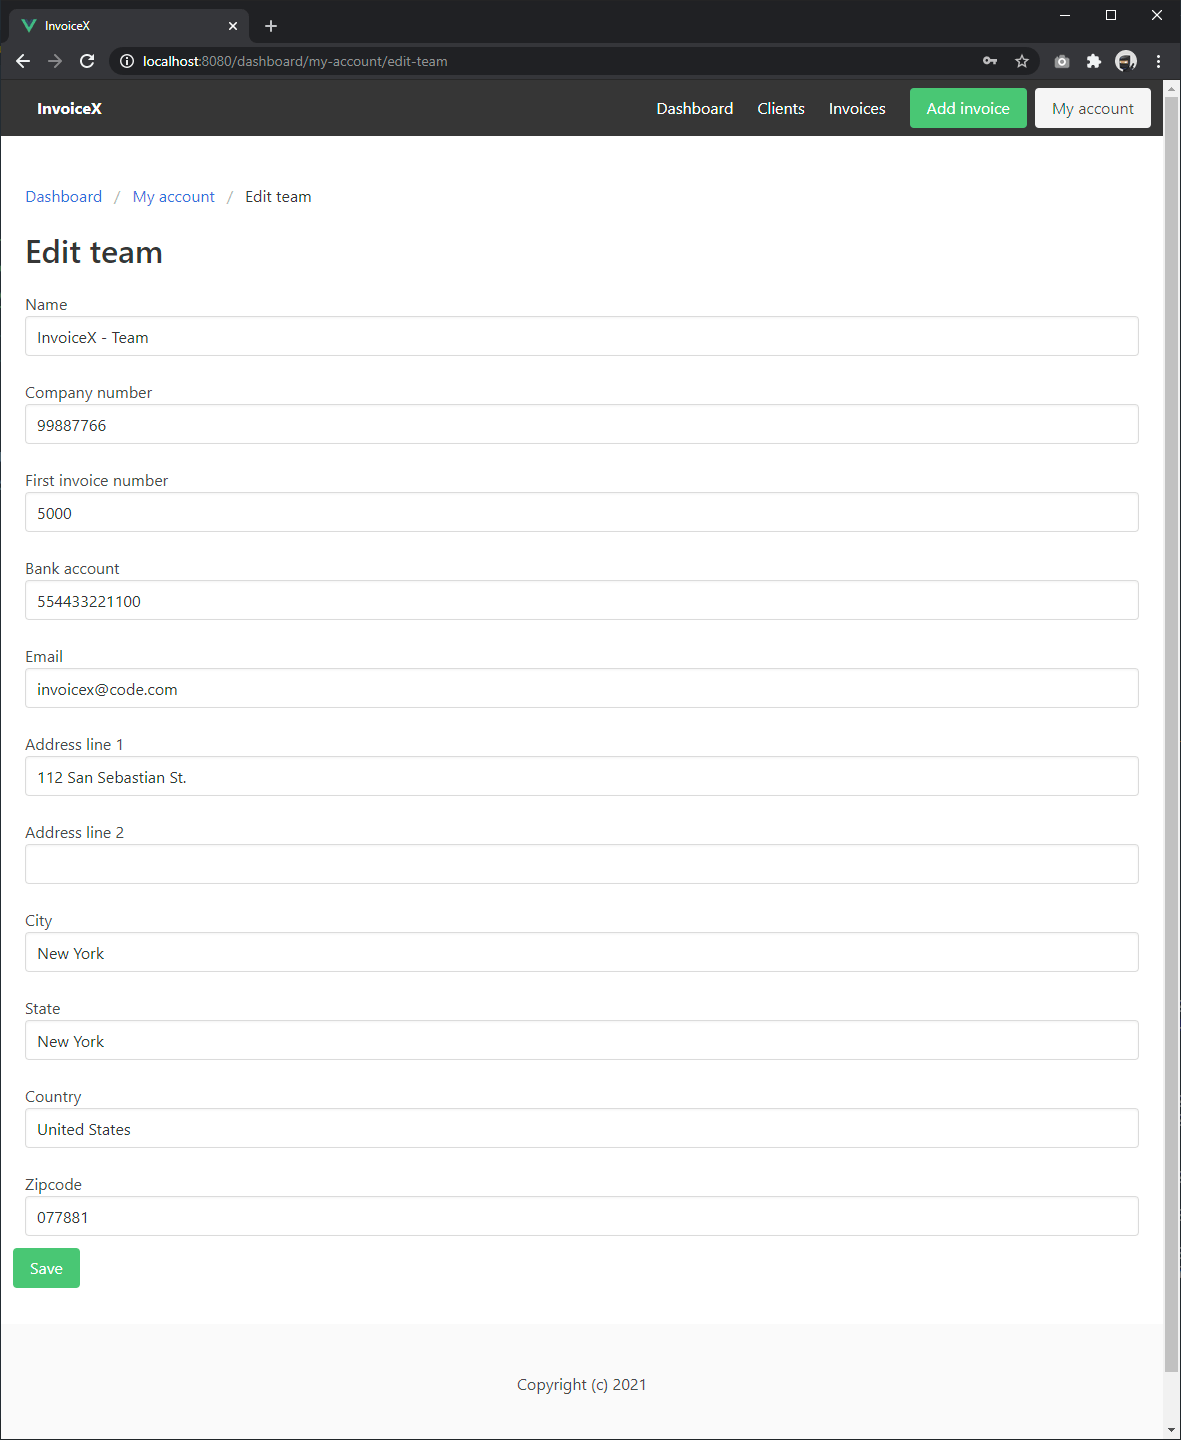 InvoiceX
localhost:8080/dashboard/my-account/edit-team
InvoiceX Dashboard Clients Invoices Add invoice My account
Dashboard / My account / Edit team
Edit team
Name
InvoiceX - Team
Company number
99887766
First invoice number
5000
Bank account
554433221100
Email
invoicex@code.com
Address line 1
112 San Sebastian St.
Address line 2
City
New York
State
New York
Country
United States
Zipcode
077881
Save
Copyright (c) 2021